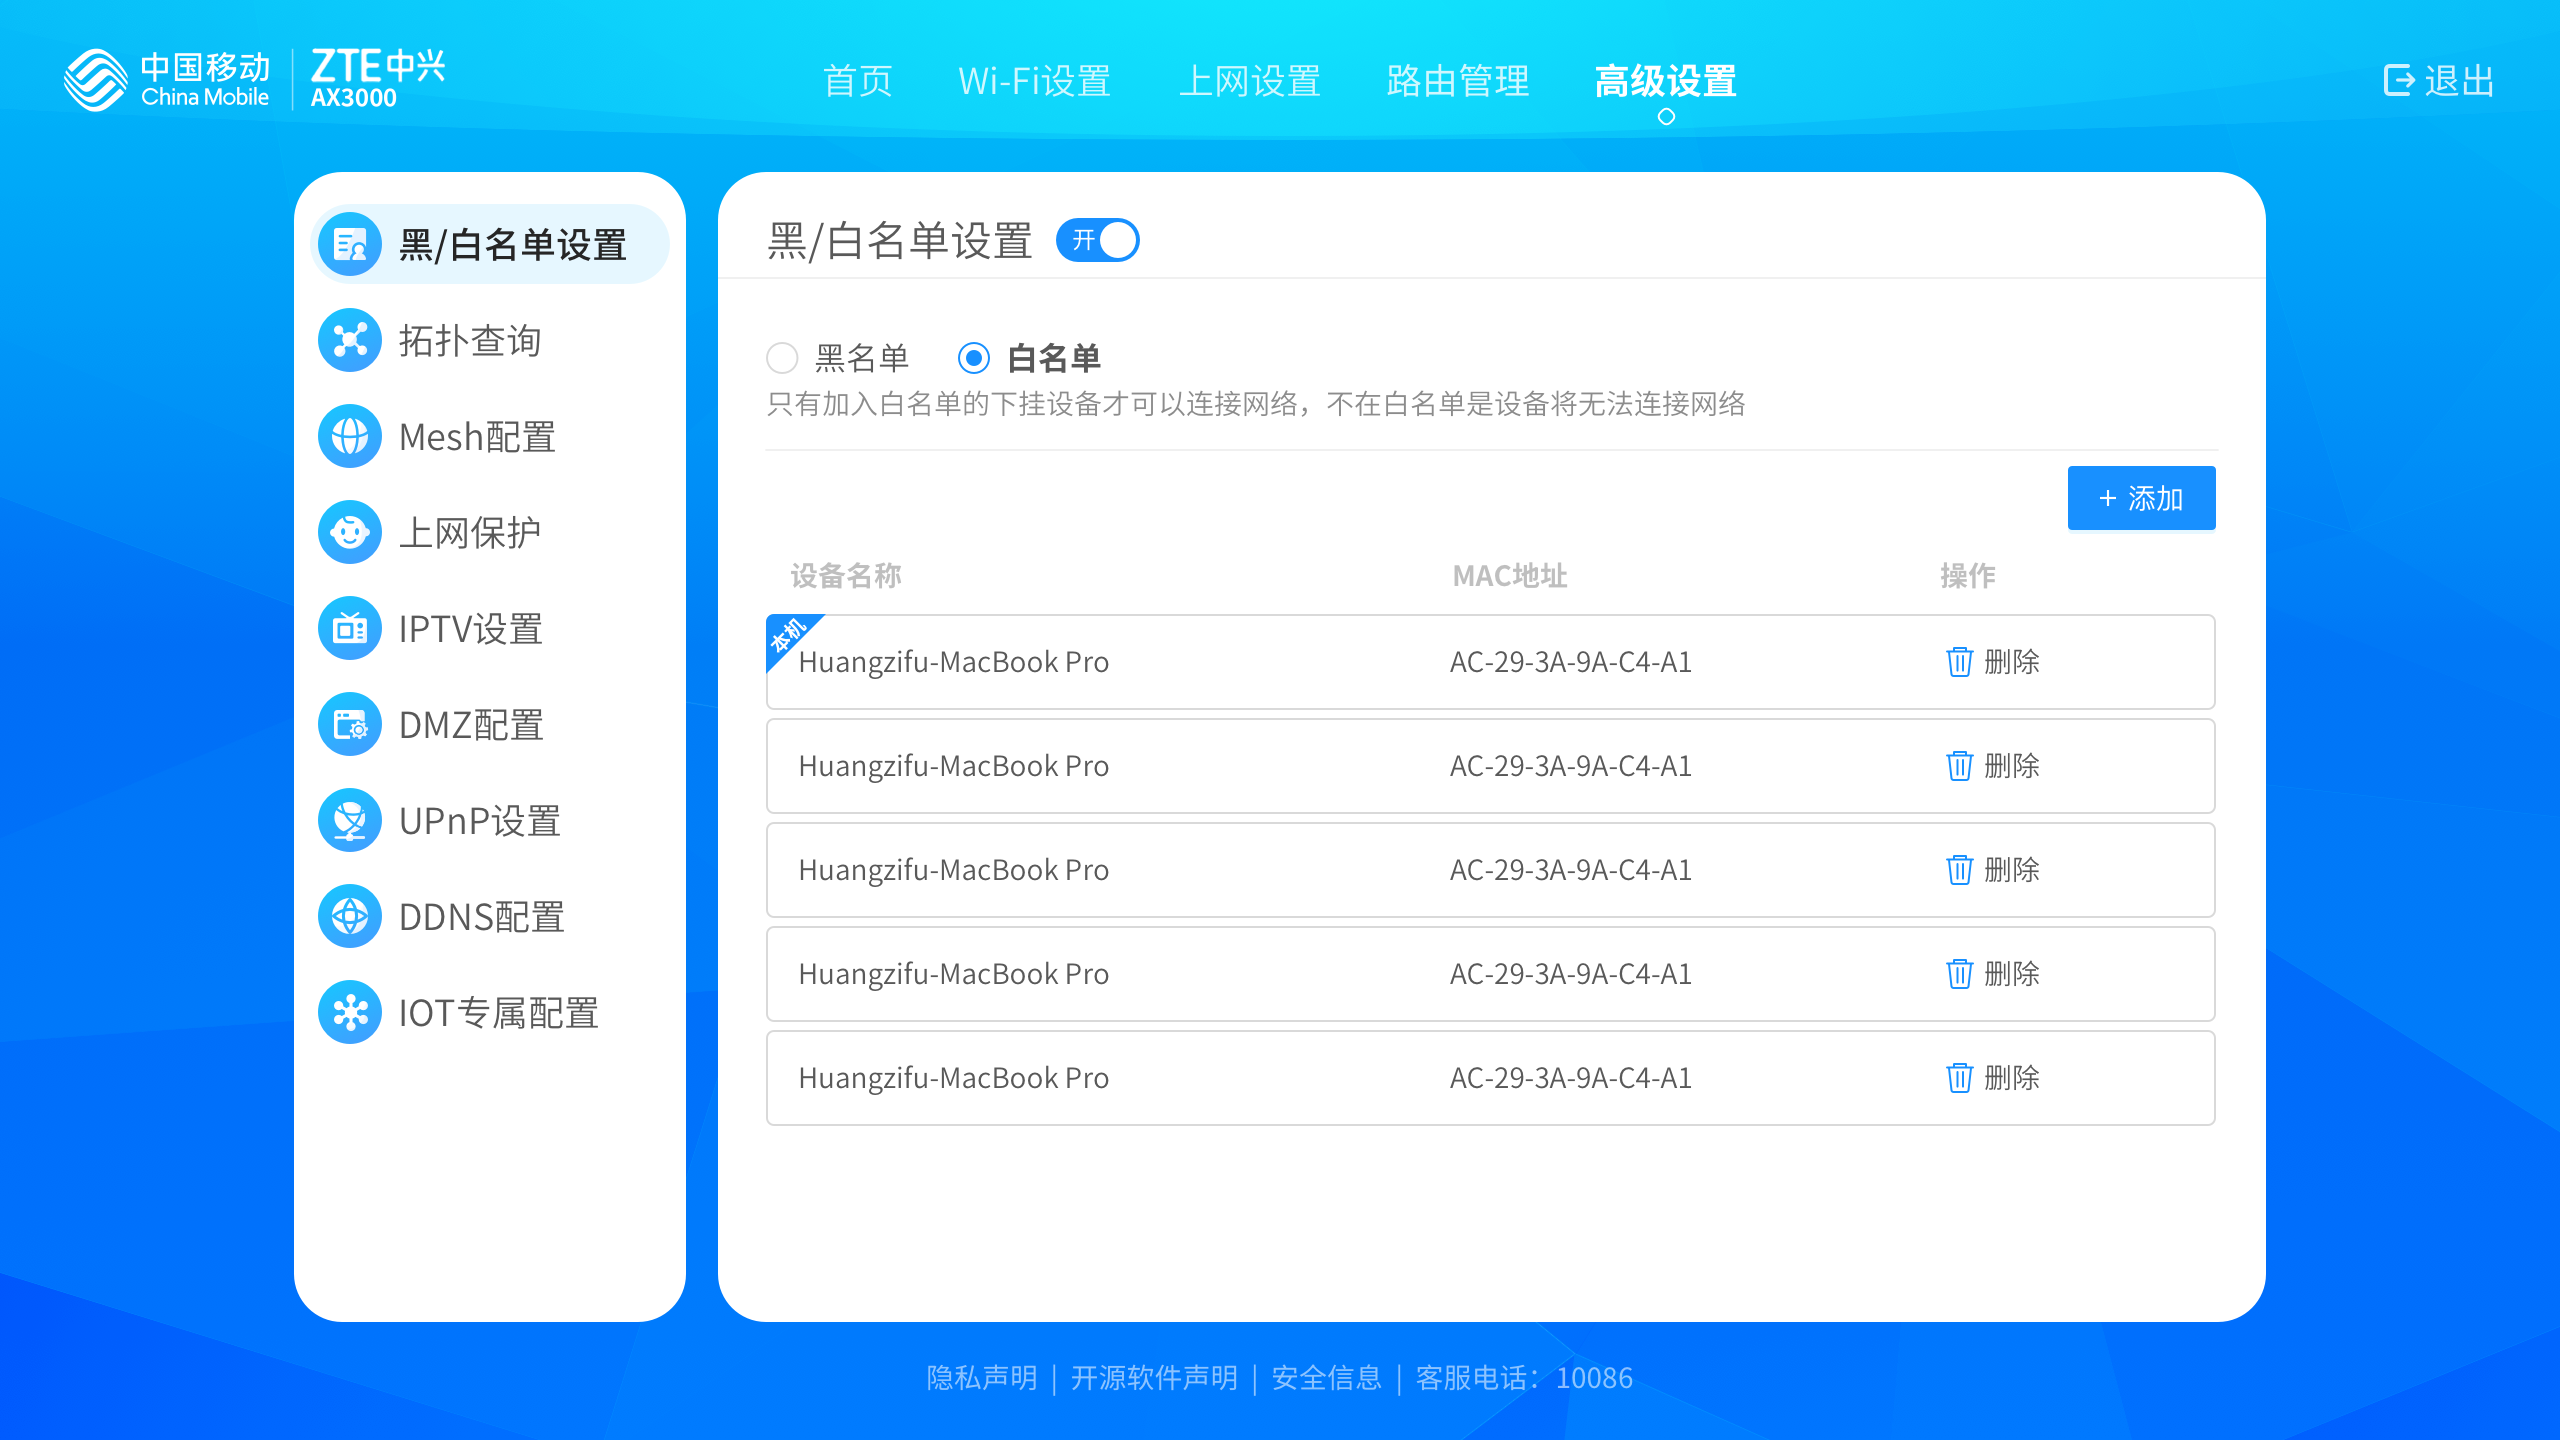 中国移动
China Mobile
ZTE中兴
AX3000
首页 Wi-Fi设置 上网设置 路由管理 高级设置
退出
黑/白名单设置
拓扑查询
Mesh配置
上网保护
IPTV设置
DMZ配置
UPnP设置
DDNS配置
IOT专属配置
黑/白名单设置 开
黑名单 白名单
只有加入白名单的下挂设备才可以连接网络，不在白名单是设备将无法连接网络
+ 添加
设备名称 MAC地址 操作
本机
Huangzifu-MacBook Pro AC-29-3A-9A-C4-A1 删除
Huangzifu-MacBook Pro AC-29-3A-9A-C4-A1 删除
Huangzifu-MacBook Pro AC-29-3A-9A-C4-A1 删除
Huangzifu-MacBook Pro AC-29-3A-9A-C4-A1 删除
Huangzifu-MacBook Pro AC-29-3A-9A-C4-A1 删除
隐私声明 | 开源软件声明 | 安全信息 | 客服电话：10086